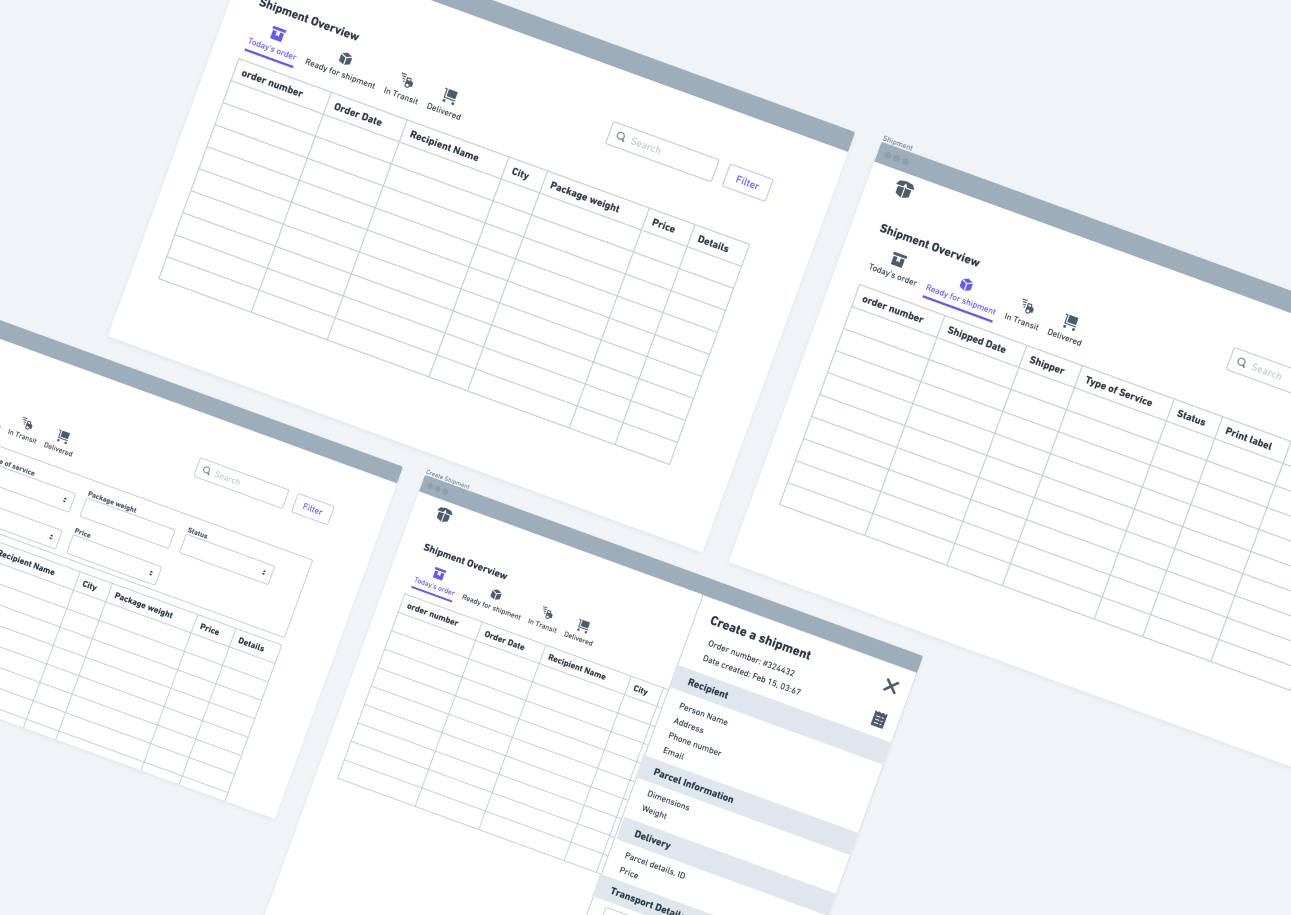 Shipment Overview
Today's order
Ready for shipment
In Transit
Delivered
Search
Filter
order number
Order Date
Recipient Name
City
Package weight
Price
Details
Shipment
Shipment Overview
Today's order
Ready for shipment
In Transit
Delivered
Search
order number
Shipped Date
Shipper
Type of Service
Status
Print label
In Transit
Delivered
Search
Filter
of service
Package weight
Status
Price
Recipient Name
City
Package weight
Price
Details
Create Shipment
Shipment Overview
Today's order
Ready for shipment
In Transit
Delivered
order number
Order Date
Recipient Name
City
Create a shipment
Order number: #324432
Date created: Feb 15, 03:67
Recipient
Person Name
Address
Phone number
Email
Parcel Information
Dimensions
Weight
Delivery
Parcel details, ID
Price
Transport Details